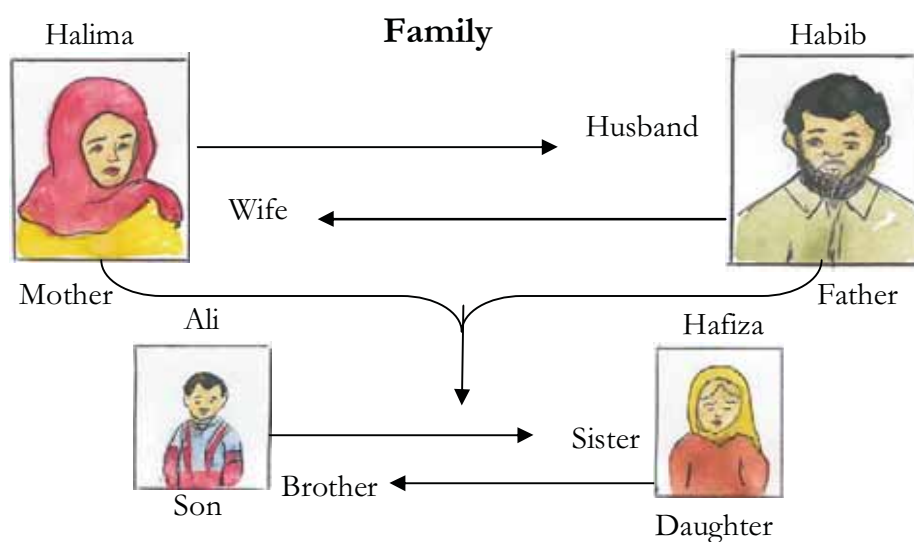 Family
Halima
Habib
Husband
Wife
Mother
Father
Ali
Hafiza
Sister
Brother
Son
Daughter